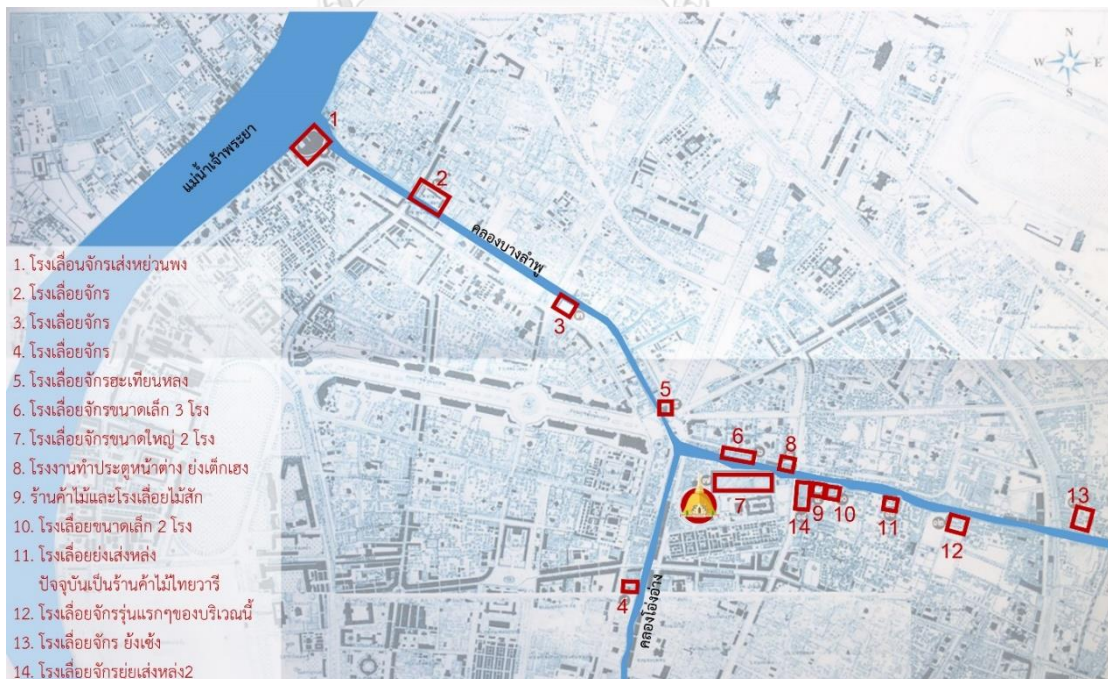 N
W E
S
แม่น้ำเจ้าพระยา
คลองบางลำพู
คลองโอ่งอ่าง
1
2
3
5
6
8
7
14
9
10
11
12
13
4
1. โรงเลื่อนจักรเส่งหย่วนพง
2. โรงเลื่อยจักร
3. โรงเลื่อยจักร
4. โรงเลื่อยจักร
5. โรงเลื่อยจักรฮะเทียนหลง
6. โรงเลื่อยจักรขนาดเล็ก 3 โรง
7. โรงเลื่อยจักรขนาดใหญ่ 2 โรง
8. โรงงานทำประตูหน้าต่าง ย่งเต็กเฮง
9. ร้านค้าไม้และโรงเลื่อยไม้สัก
10. โรงเลื่อยขนาดเล็ก 2 โรง
11. โรงเลื่อยย่งเส่งหล่ง
ปัจจุบันเป็นร้านค้าไม้ไทยวารี
12. โรงเลื่อยจักรรุ่นแรกๆของบริเวณนี้
13. โรงเลื่อยจักร ย้งเซ้ง
14. โรงเลื่อยจักรยุ่ยเส่งหล่ง2